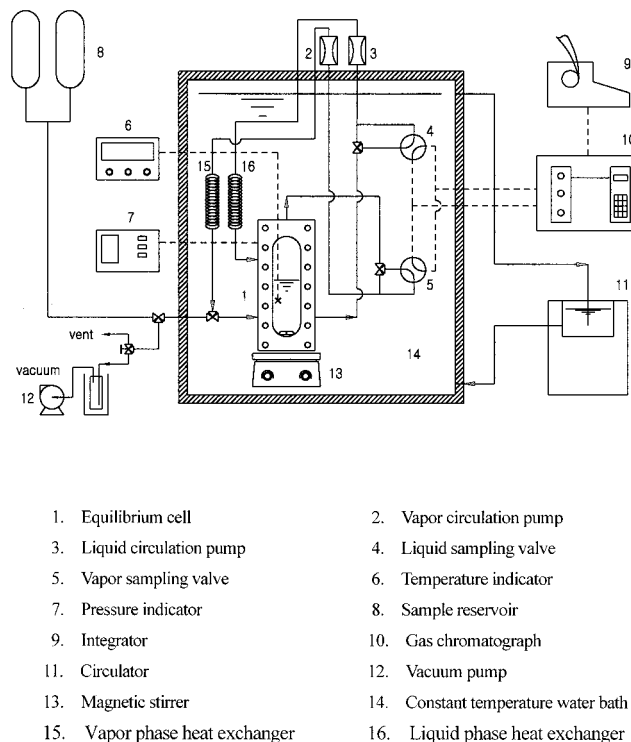 2
3
8
9
6
4
15
16
10
7
1
5
11
vent
14
vacuum
13
12
1. Equilibrium cell
2. Vapor circulation pump
3. Liquid circulation pump
4. Liquid sampling valve
5. Vapor sampling valve
6. Temperature indicator
7. Pressure indicator
8. Sample reservoir
9. Integrator
10. Gas chromatograph
11. Circulator
12. Vacuum pump
13. Magnetic stirrer
14. Constant temperature water bath
15. Vapor phase heat exchanger
16. Liquid phase heat exchanger